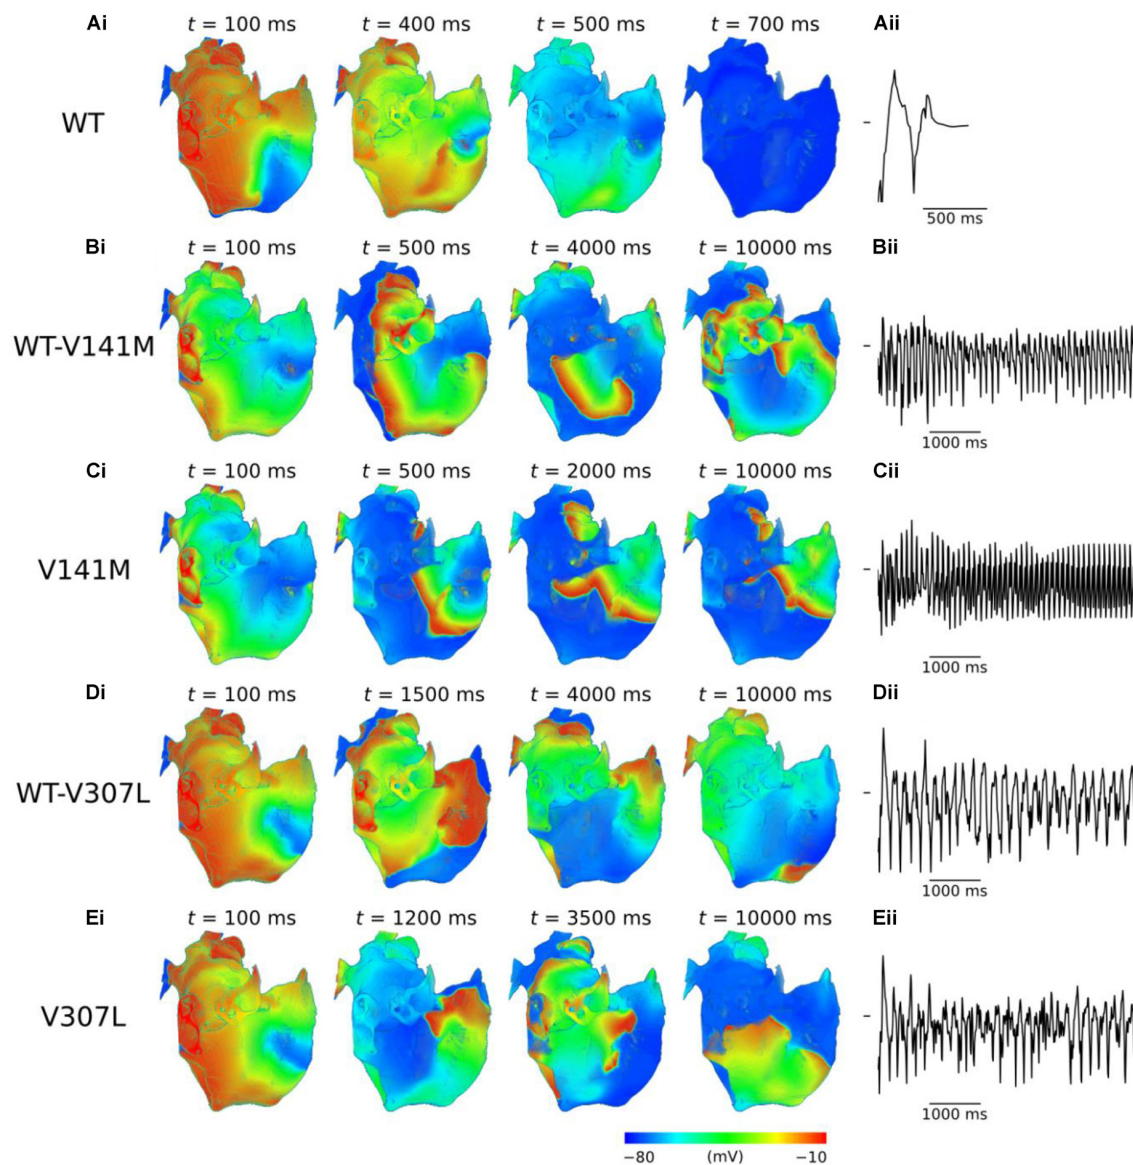 Ai t = 100 ms t = 400 ms t = 500 ms t = 700 ms Aii
WT
500 ms
Bi t = 100 ms t = 500 ms t = 4000 ms t = 10000 ms Bii
WT-V141M
1000 ms
Ci t = 100 ms t = 500 ms t = 2000 ms t = 10000 ms Cii
V141M
1000 ms
Di t = 100 ms t = 1500 ms t = 4000 ms t = 10000 ms Dii
WT-V307L
1000 ms
Ei t = 100 ms t = 1200 ms t = 3500 ms t = 10000 ms Eii
V307L
1000 ms
−80 (mV) −10